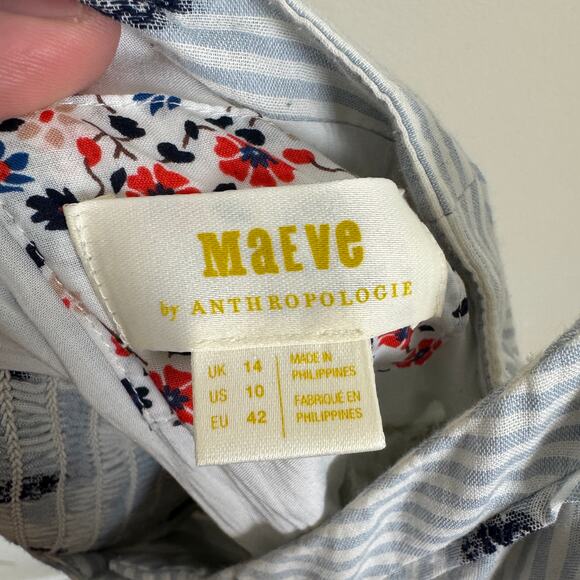 MaEVe
by ANTHROPOLOGIE
UK 14
US 10
EU 42
MADE IN
PHILIPPINES
FABRIQUÉ EN
PHILIPPINES